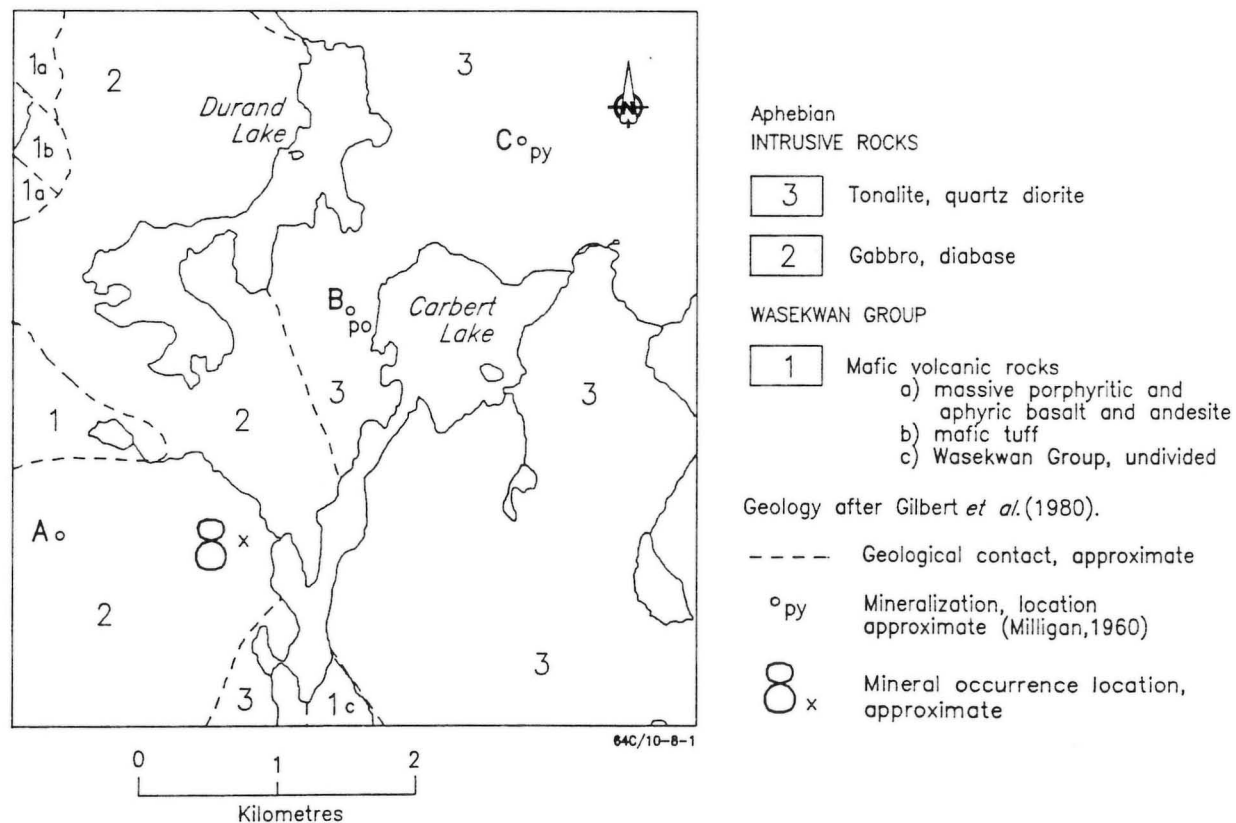 1a
2
3
N
Durand
Lake
C
py
1b
1a
B
po
Carbert
Lake
3
3
2
1
A
8 x
2
3
3
1c
64C/10-8-1
0 1 2
Kilometres
Aphebian
INTRUSIVE ROCKS
3 Tonalite, quartz diorite
2 Gabbro, diabase
WASEKWAN GROUP
1 Mafic volcanic rocks
a) massive porphyritic and
aphyric basalt and andesite
b) mafic tuff
c) Wasekwan Group, undivided
Geology after Gilbert et al. (1980).
Geological contact, approximate
py Mineralization, location
approximate (Milligan,1960)
8 x Mineral occurrence location,
approximate